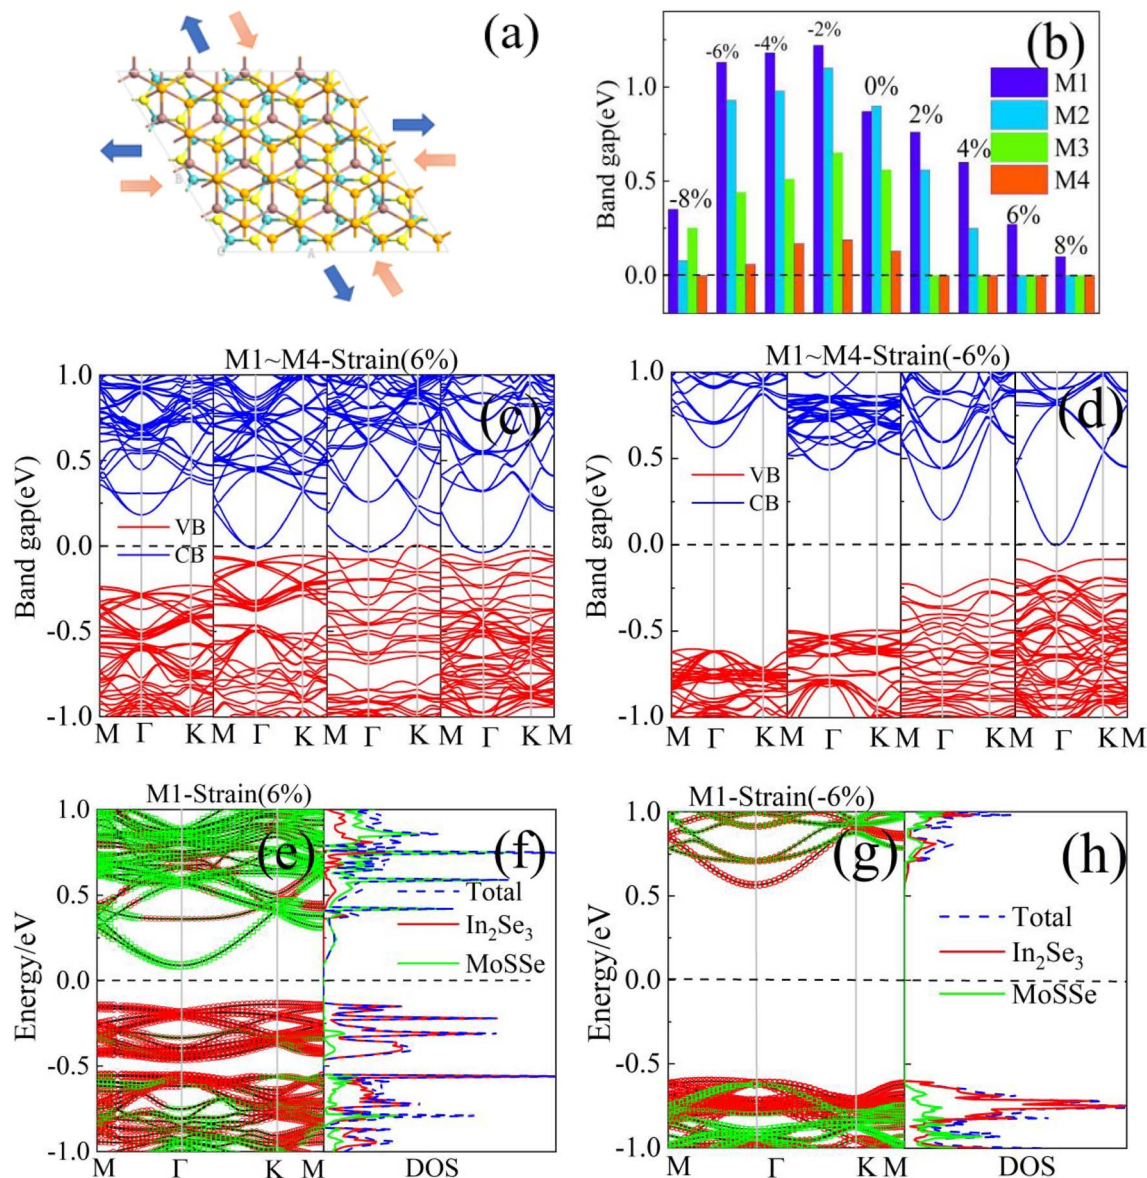 (a)
B
C
A
(b)
Band gap(eV)
1.0
0.5
0.0
-8%
-6%
-4%
-2%
0%
2%
4%
6%
8%
M1
M2
M3
M4
M1~M4-Strain(6%)
(c)
Band gap(eV)
1.0
0.5
0.0
-0.5
-1.0
VB
CB
M Γ K M Γ K M Γ K M Γ K M
M1~M4-Strain(-6%)
(d)
Band gap(eV)
1.0
0.5
0.0
-0.5
-1.0
VB
CB
M Γ K M Γ K M Γ K M Γ K M
M1-Strain(6%)
(e)
(f)
Energy/eV
1.0
0.5
0.0
-0.5
-1.0
Total
In2Se3
MoSSe
M Γ K M DOS
M1-Strain(-6%)
(g)
(h)
Energy/eV
1.0
0.5
0.0
-0.5
1.0
Total
In2Se3
MoSSe
M Γ K M DOS